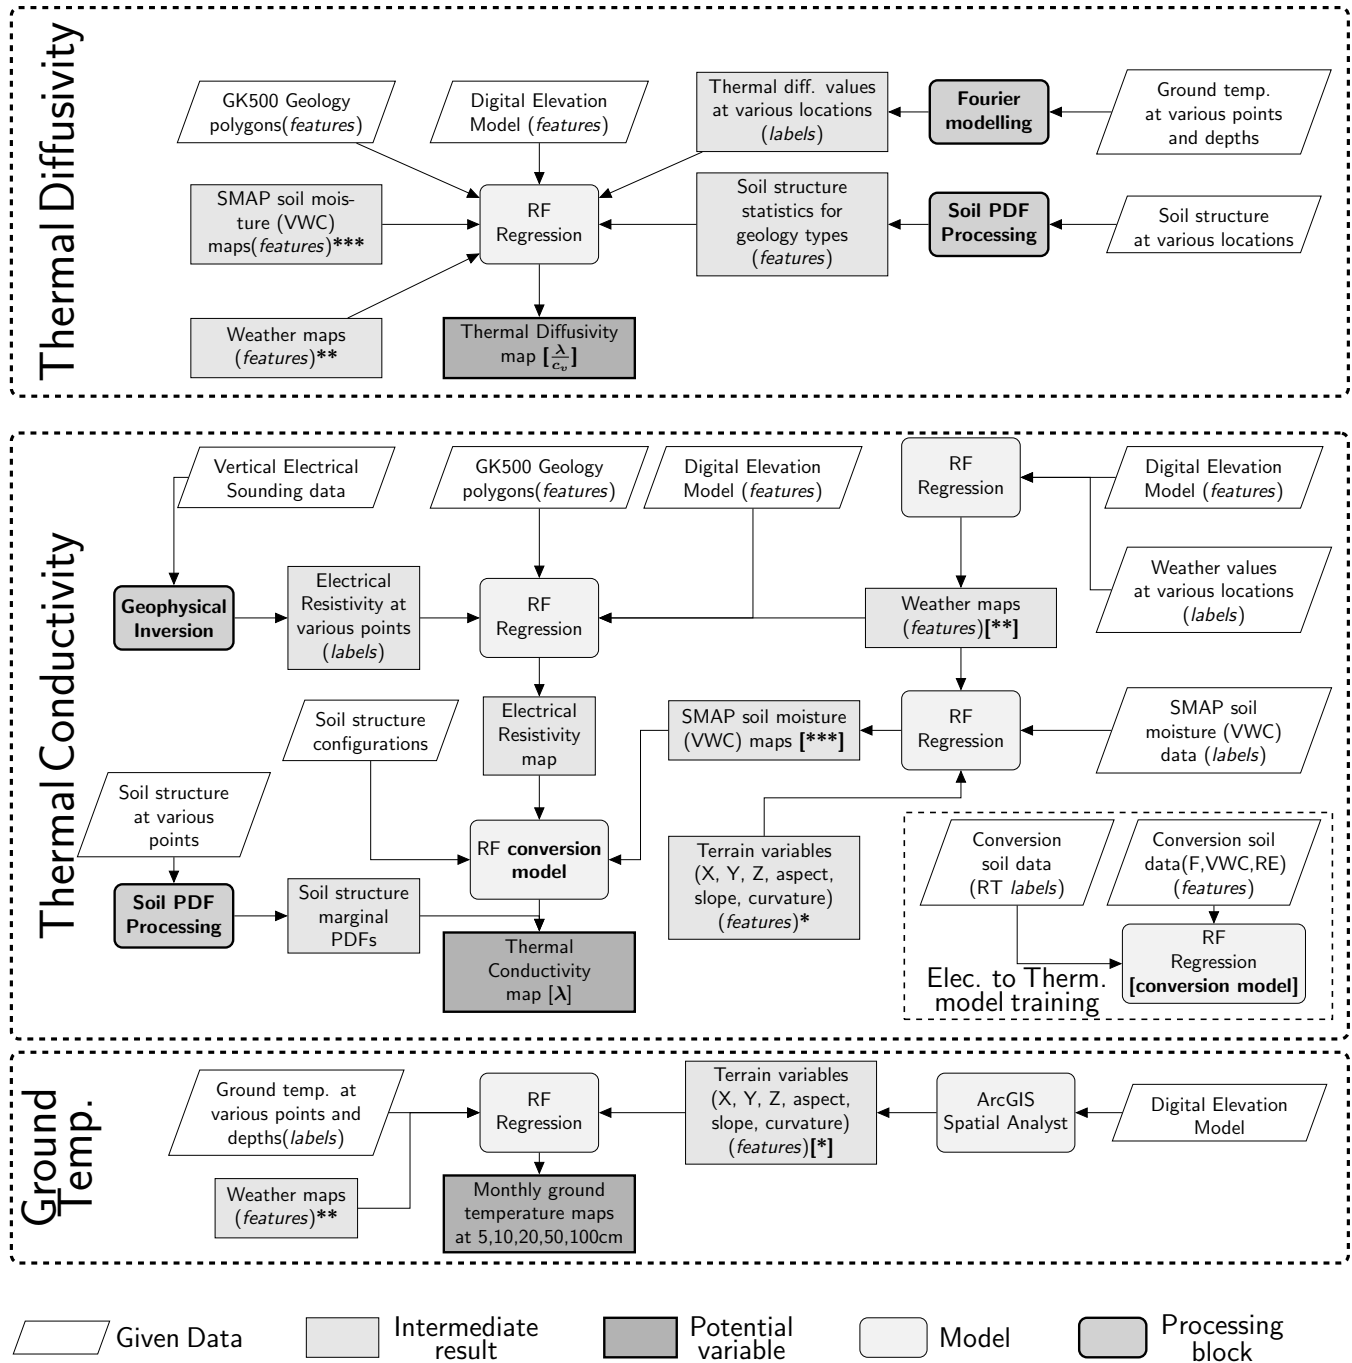 Thermal Diffusivity
GK500 Geology
polygons(features)
Digital Elevation
Model (features)
Thermal diff. values
at various locations
(labels)
Fourier
modelling
Ground temp.
at various points
and depths
SMAP soil mois-
ture (VWC)
maps(features)***
RF
Regression
Soil structure
statistics for
geology types
(features)
Soil PDF
Processing
Soil structure
at various locations
Weather maps
(features)**
Thermal Diffusivity
map [λ/c_v]
Thermal Conductivity
Vertical Electrical
Sounding data
GK500 Geology
polygons(features)
Digital Elevation
Model (features)
RF
Regression
Digital Elevation
Model (features)
Weather values
at various locations
(labels)
Geophysical
Inversion
Electrical
Resistivity at
various points
(labels)
RF
Regression
Weather maps
(features)[**]
Soil structure
configurations
Electrical
Resistivity
map
SMAP soil moisture
(VWC) maps [***]
RF
Regression
SMAP soil
moisture (VWC)
data (labels)
Soil structure
at various
points
RF conversion
model
Terrain variables
(X, Y, Z, aspect,
slope, curvature)
(features)*
Conversion
soil data
(RT labels)
Conversion soil
data(F,VWC,RE)
(features)
Soil PDF
Processing
Soil structure
marginal
PDFs
Thermal
Conductivity
map [λ]
RF
Regression
[conversion model]
Elec. to Therm.
model training
Ground
Temp.
Ground temp. at
various points and
depths(labels)
RF
Regression
Terrain variables
(X, Y, Z, aspect,
slope, curvature)
(features)[*]
ArcGIS
Spatial Analyst
Digital Elevation
Model
Weather maps
(features)**
Monthly ground
temperature maps
at 5,10,20,50,100cm
Given Data
Intermediate
result
Potential
variable
Model
Processing
block